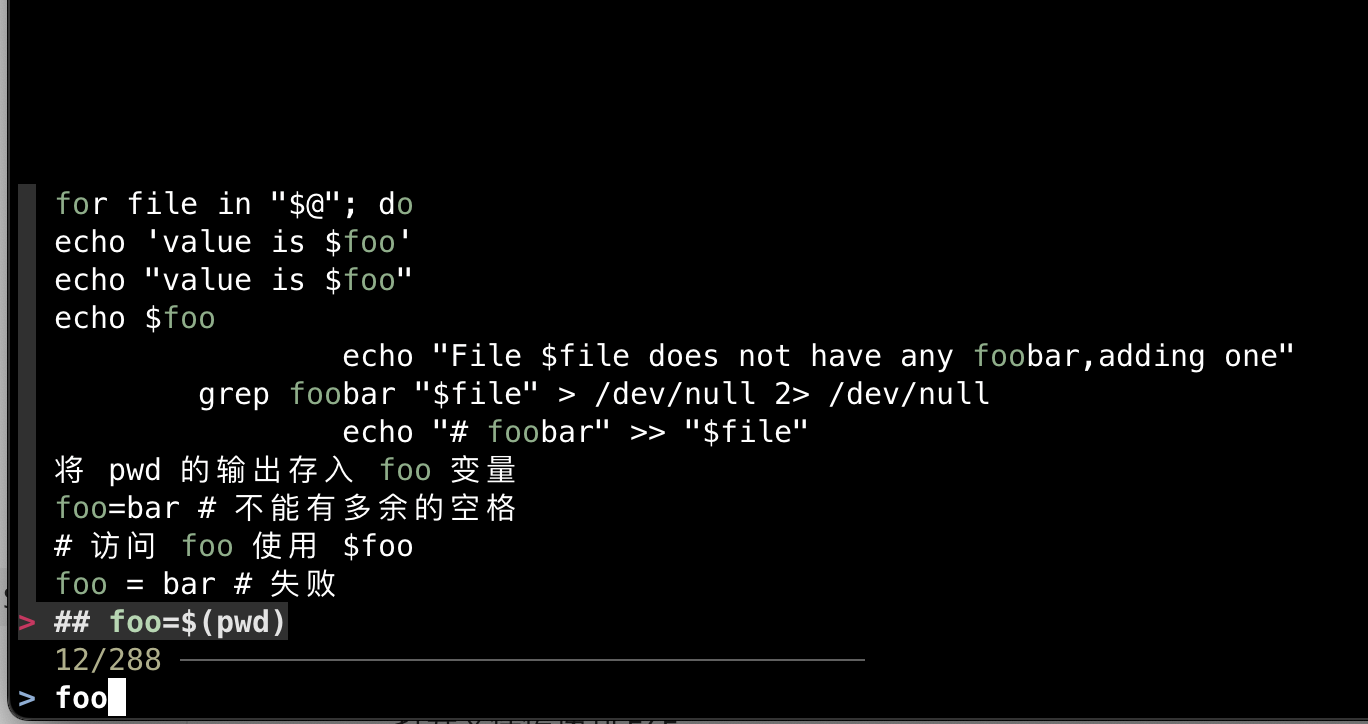 for file in "$@"; do
echo 'value is $foo'
echo "value is $foo"
echo $foo
echo "File $file does not have any foobar,adding one"
grep foobar "$file" > /dev/null 2> /dev/null
echo "# foobar" >> "$file"
将 pwd 的输出存入 foo 变量
foo=bar # 不能有多余的空格
# 访问 foo 使用 $foo
foo = bar # 失败
> ## foo=$(pwd)
12/288
> foo